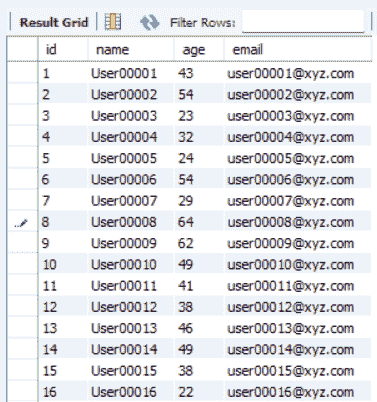 Result Grid Filter Rows:
id name age email
1 User00001 43 user00001@xyz.com
2 User00002 54 user00002@xyz.com
3 User00003 23 user00003@xyz.com
4 User00004 32 user00004@xyz.com
5 User00005 24 user00005@xyz.com
6 User00006 54 user00006@xyz.com
7 User00007 29 user00007@xyz.com
8 User00008 64 user00008@xyz.com
9 User00009 62 user00009@xyz.com
10 User00010 49 user00010@xyz.com
11 User00011 41 user00011@xyz.com
12 User00012 38 user00012@xyz.com
13 User00013 46 user00013@xyz.com
14 User00014 49 user00014@xyz.com
15 User00015 38 user00015@xyz.com
16 User00016 22 user00016@xyz.com